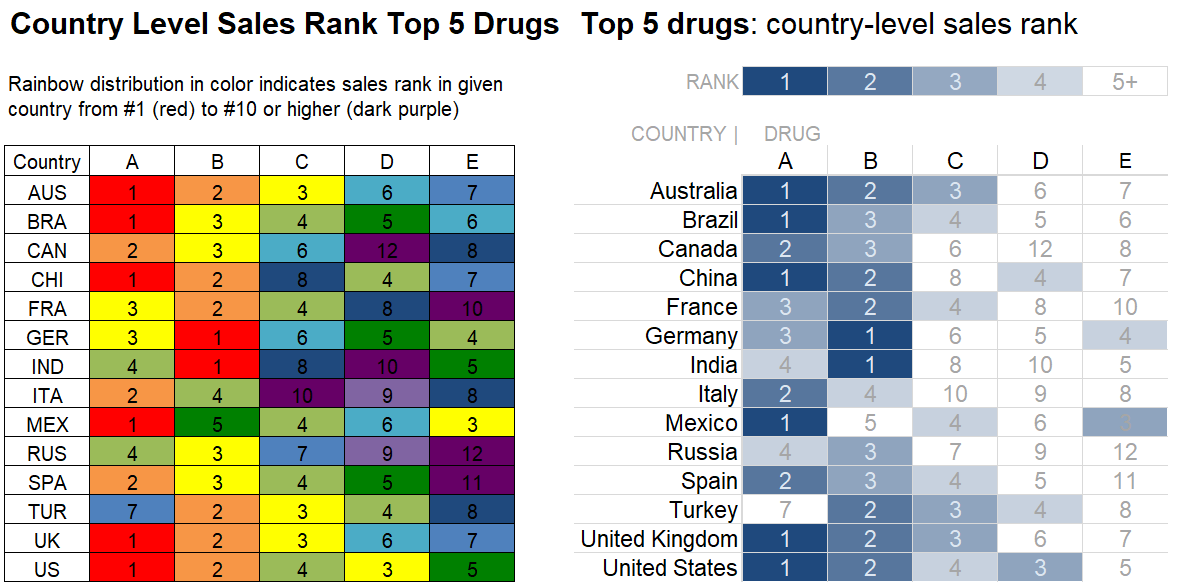 Country Level Sales Rank Top 5 Drugs
Rainbow distribution in color indicates sales rank in given
country from #1 (red) to #10 or higher (dark purple)
Country A B C D E
AUS 1 2 3 6 7
BRA 1 3 4 5 6
CAN 2 3 6 12 8
CHI 1 2 8 4 7
FRA 3 2 4 8 10
GER 3 1 6 5 4
IND 4 1 8 10 5
ITA 2 4 10 9 8
MEX 1 5 4 6 3
RUS 4 3 7 9 12
SPA 2 3 4 5 11
TUR 7 2 3 4 8
UK 1 2 3 6 7
US 1 2 4 3 5
Top 5 drugs: country-level sales rank
RANK 1 2 3 4 5+
COUNTRY | DRUG
A B C D E
Australia 1 2 3 6 7
Brazil 1 3 4 5 6
Canada 2 3 6 12 8
China 1 2 8 4 7
France 3 2 4 8 10
Germany 3 1 6 5 4
India 4 1 8 10 5
Italy 2 4 10 9 8
Mexico 1 5 4 6 3
Russia 4 3 7 9 12
Spain 2 3 4 5 11
Turkey 7 2 3 4 8
United Kingdom 1 2 3 6 7
United States 1 2 4 3 5